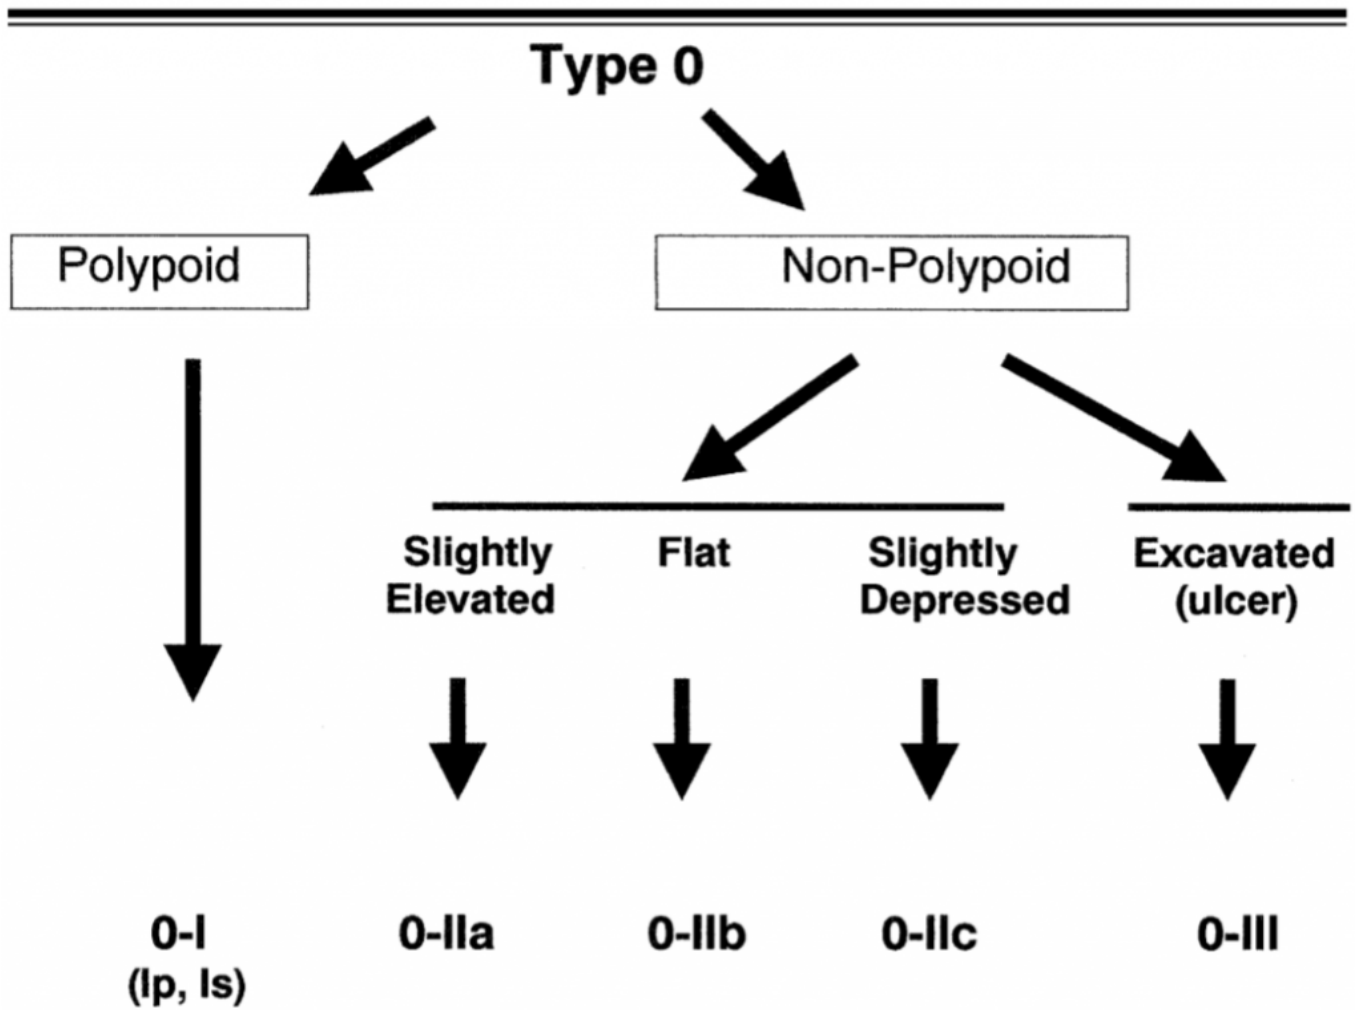 Type 0
Polypoid
Non-Polypoid
Slightly
Elevated
Flat
Slightly
Depressed
Excavated
(ulcer)
0-I
(Ip, Is)
0-IIa
0-IIb
0-IIc
0-III